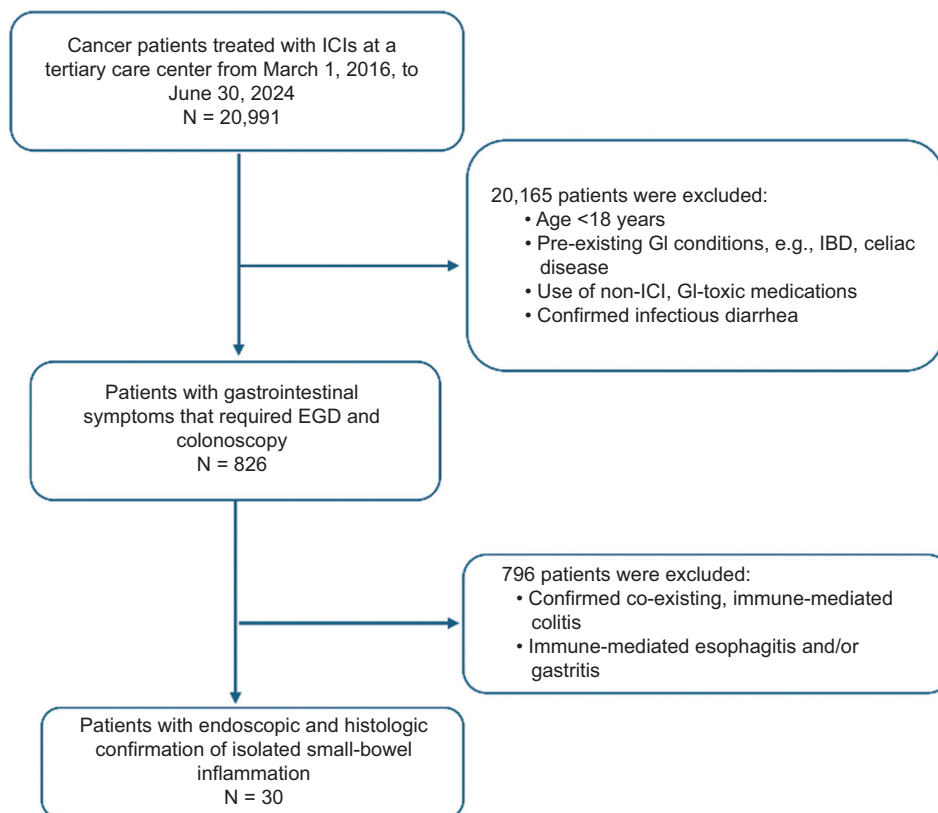 Cancer patients treated with ICIs at a
tertiary care center from March 1, 2016, to
June 30, 2024
N = 20,991
20,165 patients were excluded:
• Age <18 years
• Pre-existing GI conditions, e.g., IBD, celiac
disease
• Use of non-ICI, GI-toxic medications
• Confirmed infectious diarrhea
Patients with gastrointestinal
symptoms that required EGD and
colonoscopy
N = 826
796 patients were excluded:
• Confirmed co-existing, immune-mediated
colitis
• Immune-mediated esophagitis and/or
gastritis
Patients with endoscopic and histologic
confirmation of isolated small-bowel
inflammation
N = 30